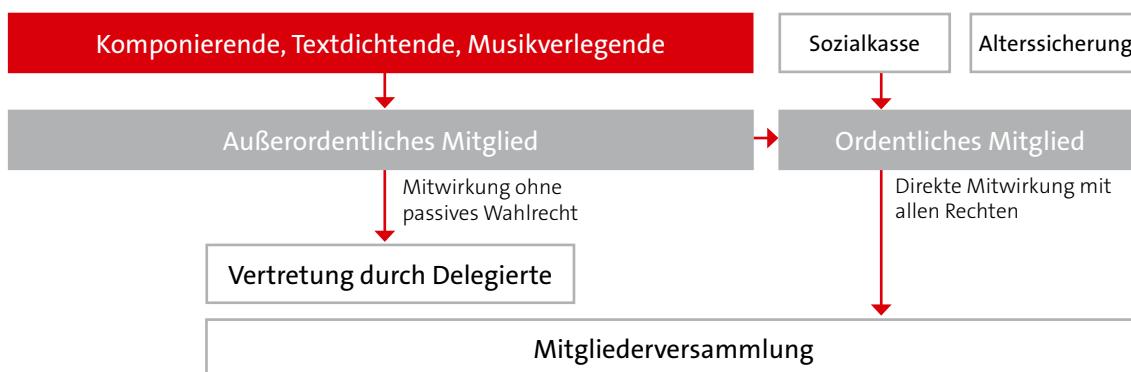 Komponierende, Textdichtende, Musikverlegende
Sozialkasse
Alterssicherung
Außerordentliches Mitglied
Ordentliches Mitglied
Mitwirkung ohne
passives Wahlrecht
Direkte Mitwirkung mit
allen Rechten
Vertretung durch Delegierte
Mitgliederversammlung